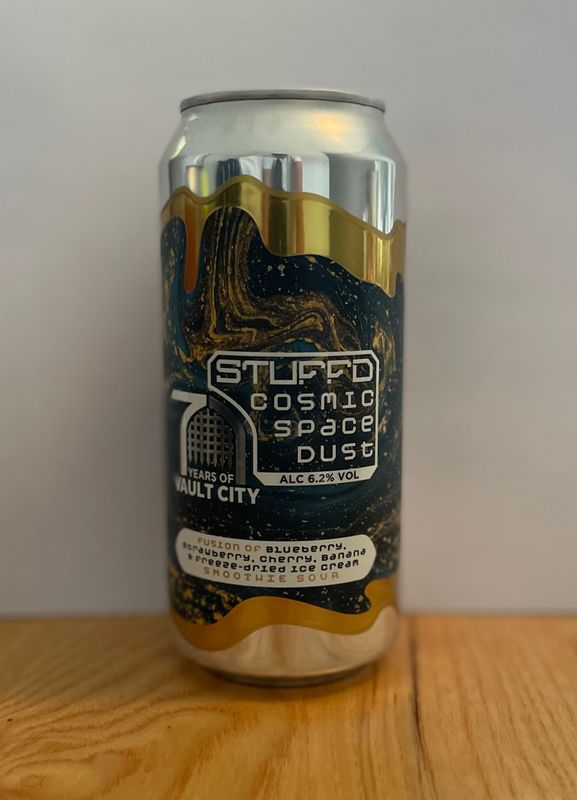 STUFFD
COSMIC
SPACE
DUST
ALC 6.2% VOL
7
YEARS OF
VAULT CITY
FUSION OF Blueberry,
Strawberry, Cherry, Banana
& Freeze-dried Ice Cream
SMOOTHIE SOUR